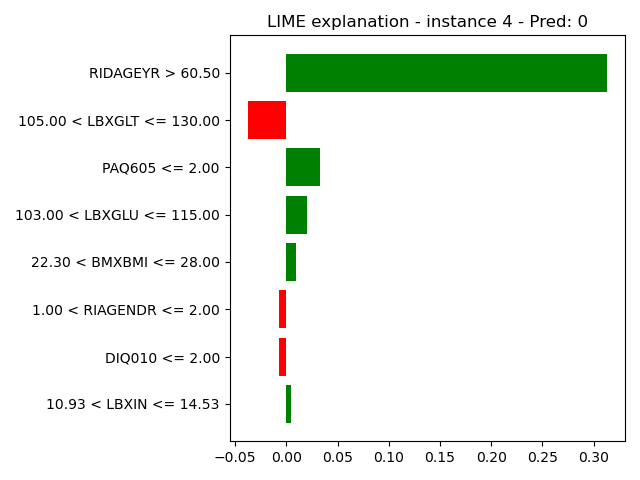 LIME explanation - instance 4 - Pred: 0
RIDAGEYR > 60.50
105.00 < LBXGLT <= 130.00
PAQ605 <= 2.00
103.00 < LBXGLU <= 115.00
22.30 < BMXBMI <= 28.00
1.00 < RIAGENDR <= 2.00
DIQ010 <= 2.00
10.93 < LBXIN <= 14.53
−0.05 0.00 0.05 0.10 0.15 0.20 0.25 0.30